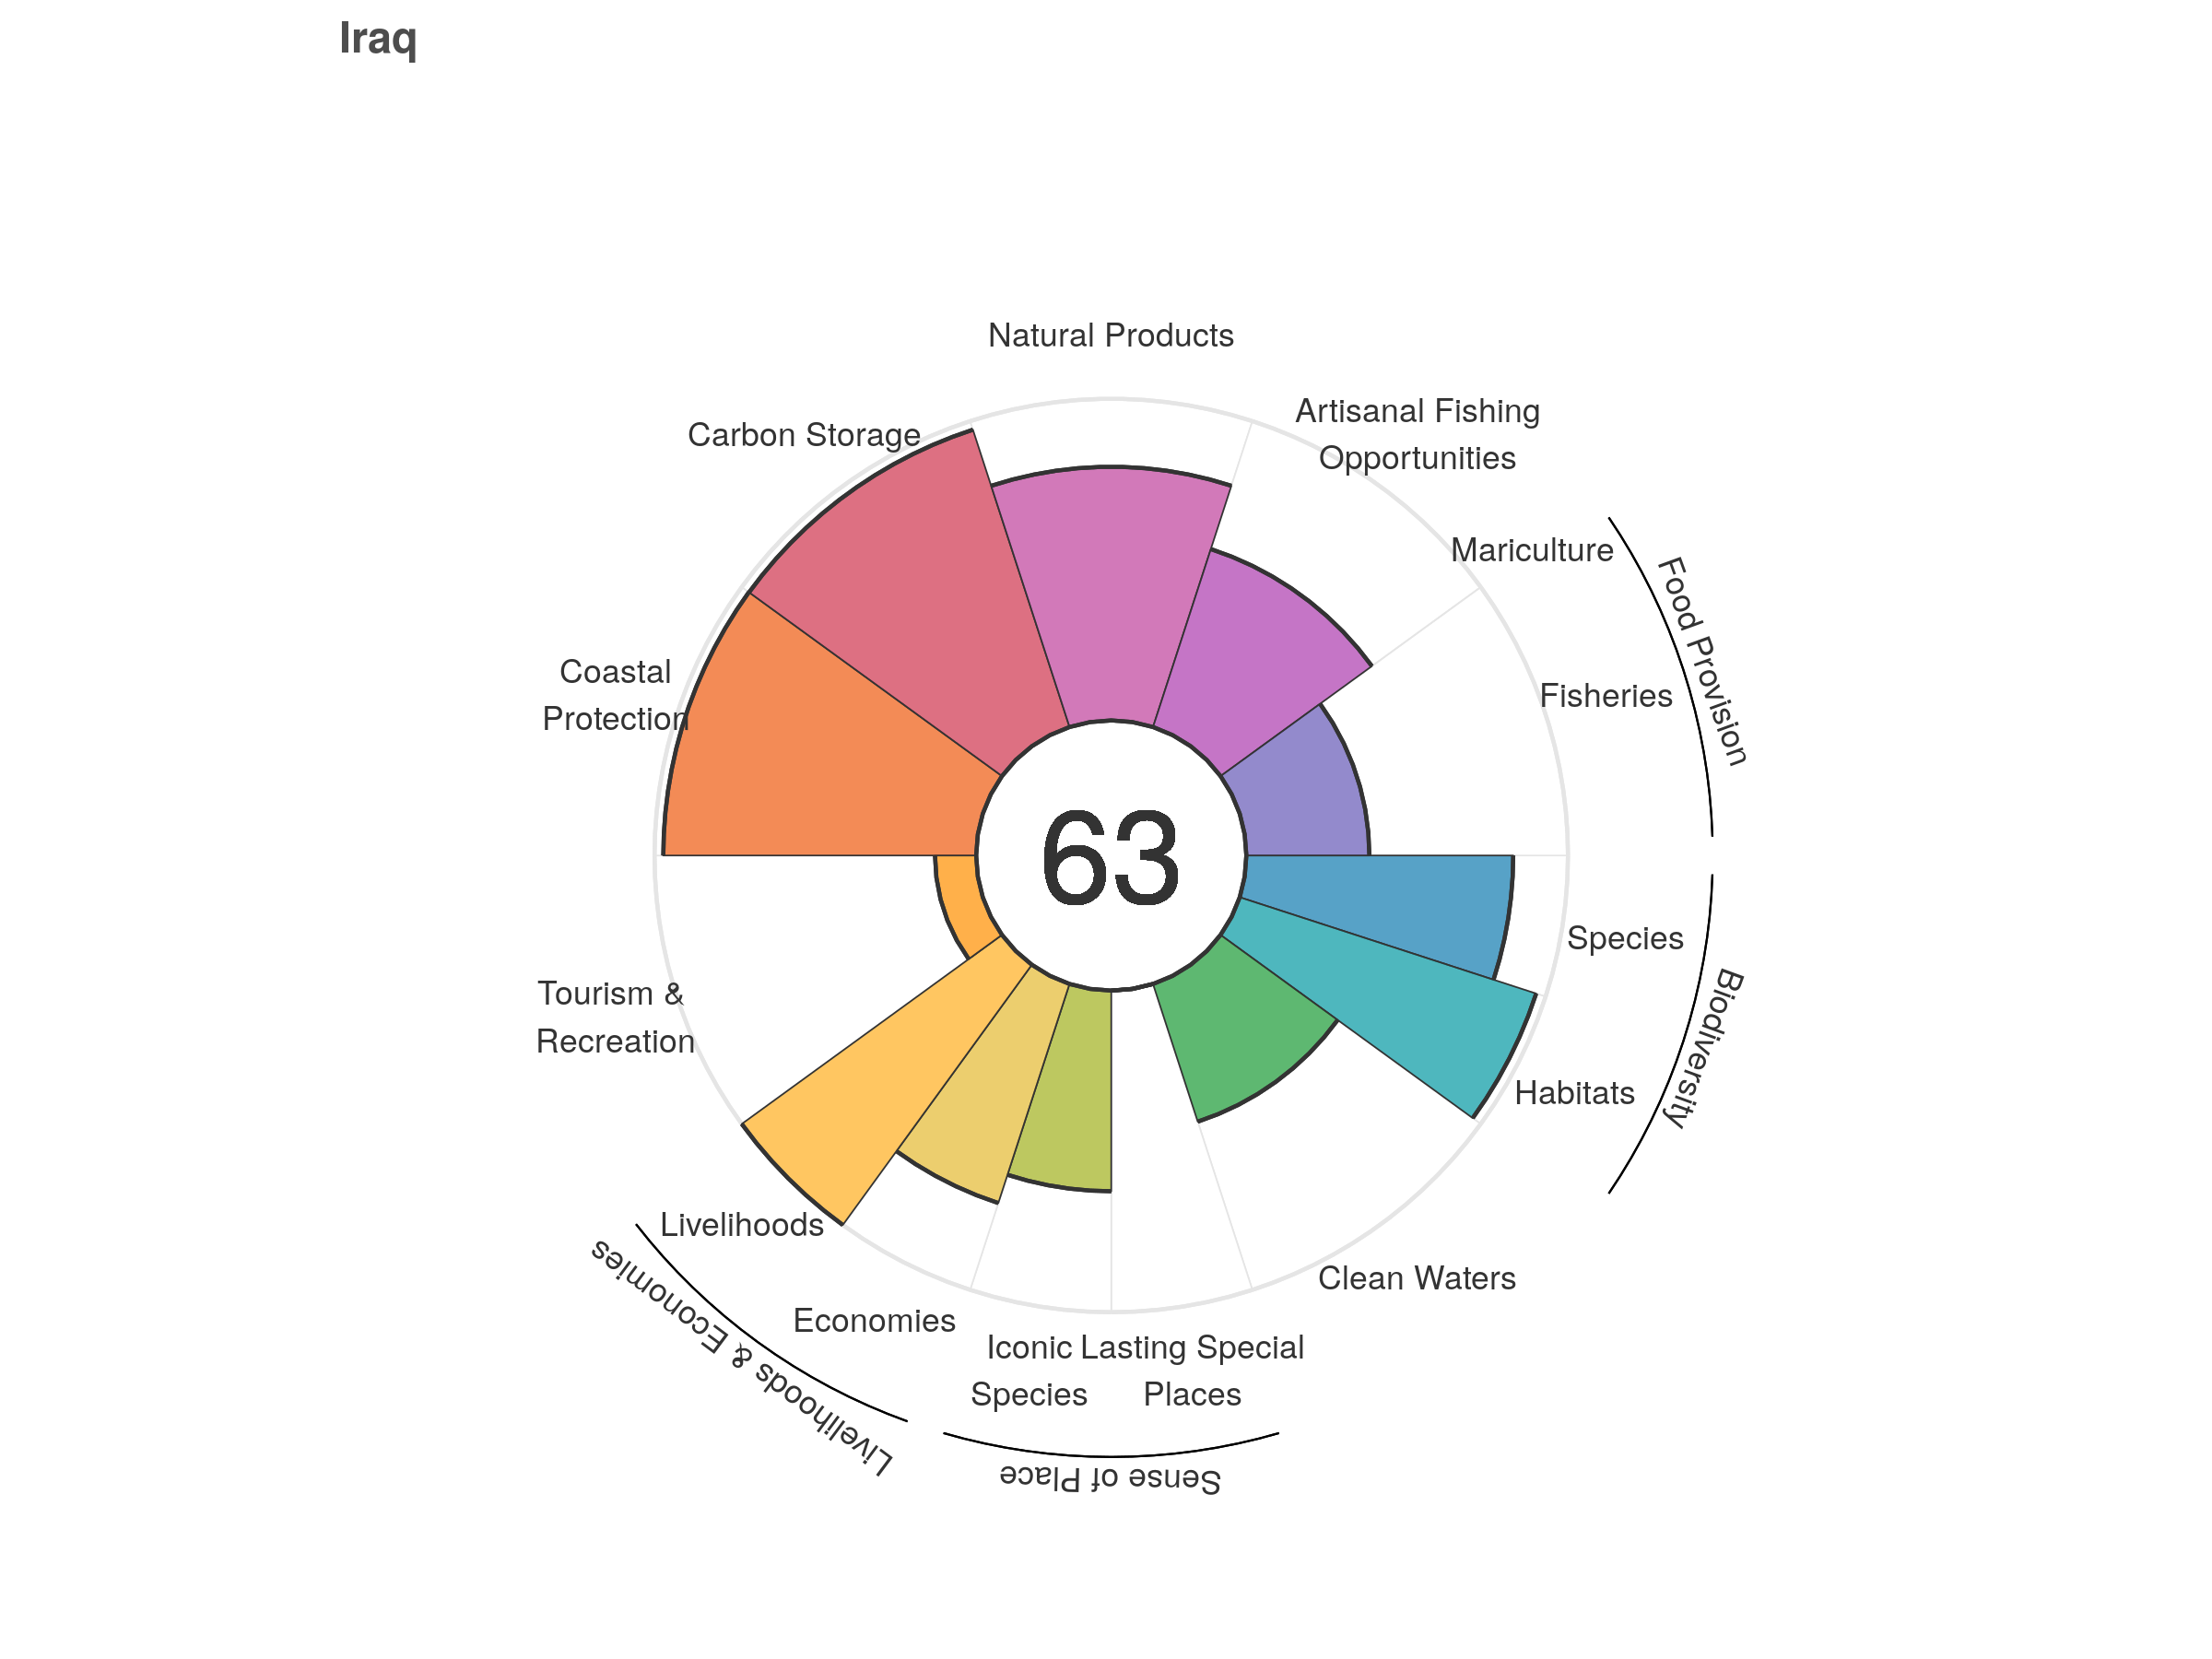 Iraq
Natural Products
Artisanal Fishing
Opportunities
Carbon Storage
Mariculture
Food Provision
Coastal
Protection
Fisheries
63
Species
Biodiversity
Tourism &
Recreation
Habitats
Livelihoods
Clean Waters
Livelihoods & Economies
Economies
Iconic
Species
Lasting Special
Places
Sense of Place